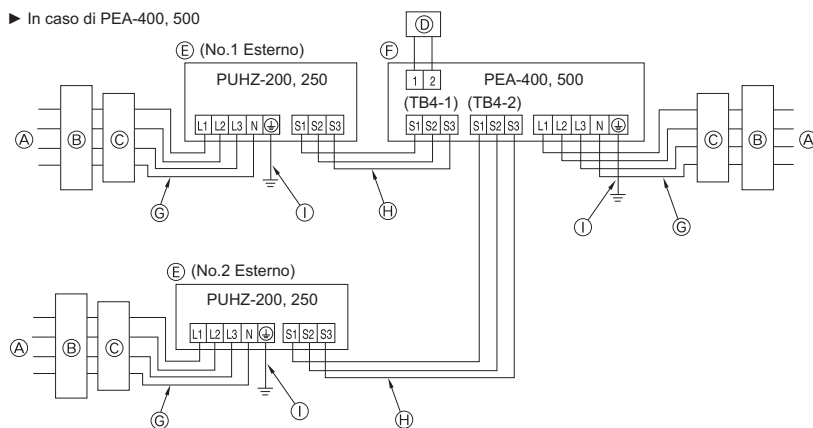 ► In caso di PEA-400, 500
Ⓓ
Ⓔ (No.1 Esterno)
Ⓕ
PUHZ-200, 250
1 2
PEA-400, 500
(TB4-1) (TB4-2)
L1 L2 L3 N ⏚ S1 S2 S3
S1 S2 S3 S1 S2 S3 L1 L2 L3 N ⏚
Ⓐ Ⓑ Ⓒ
Ⓒ Ⓑ Ⓐ
Ⓖ Ⓘ Ⓗ Ⓘ Ⓖ
Ⓔ (No.2 Esterno)
PUHZ-200, 250
L1 L2 L3 N ⏚ S1 S2 S3
Ⓐ Ⓑ Ⓒ
Ⓖ Ⓘ Ⓗ